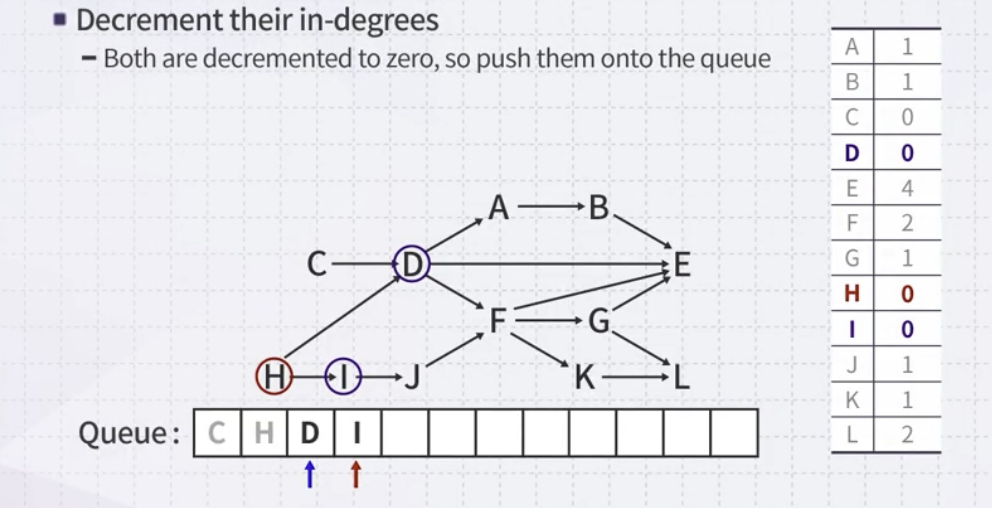 Decrement their in-degrees
– Both are decremented to zero, so push them onto the queue
A 1
B 1
C 0
D 0
E 4
F 2
G 1
H 0
I 0
J 1
K 1
L 2
A B
C D E
F G
H I J K L
Queue: C H D I